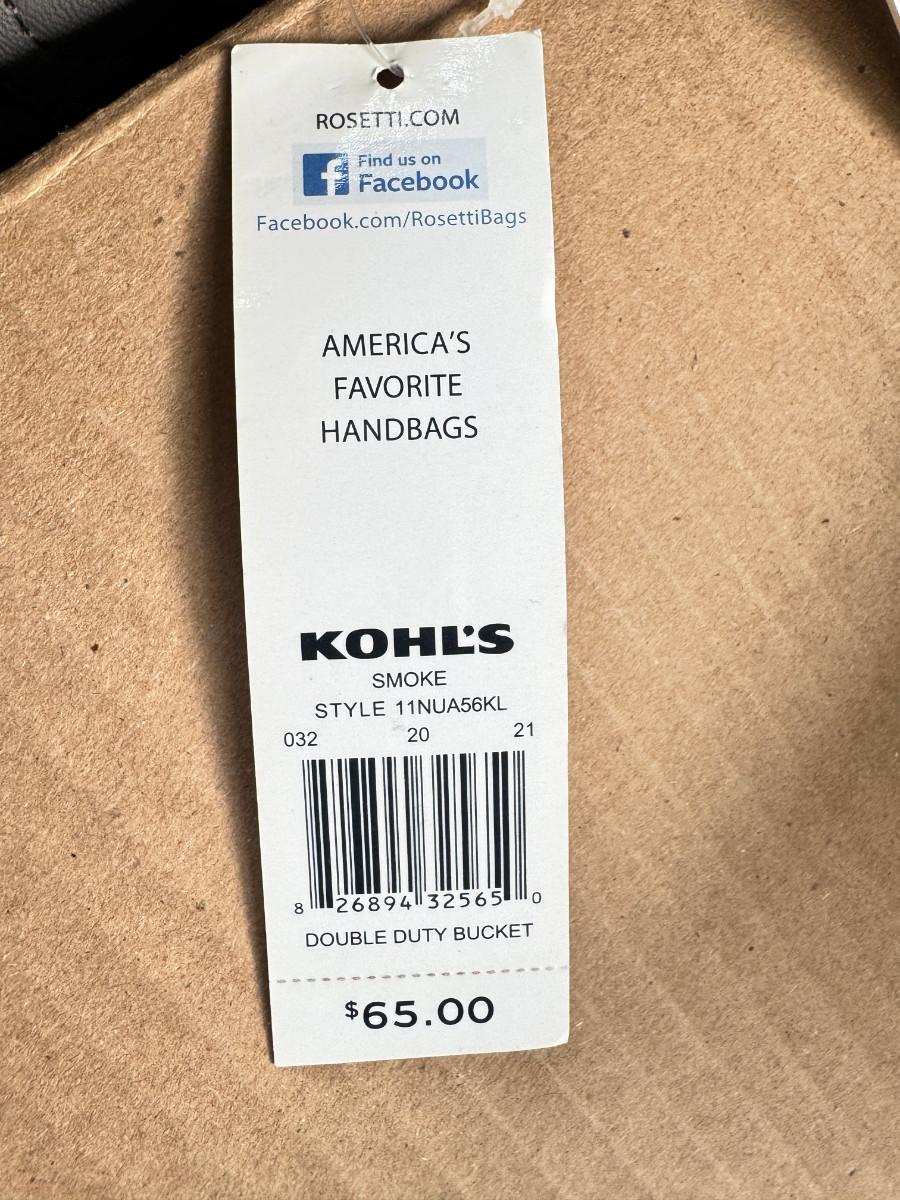 ROSETTI.COM
f Find us on
Facebook
Facebook.com/RosettiBags
AMERICA'S
FAVORITE
HANDBAGS
KOHL'S
SMOKE
STYLE 11NUA56KL
032 20 21
8 26894 32565 0
DOUBLE DUTY BUCKET
$65.00